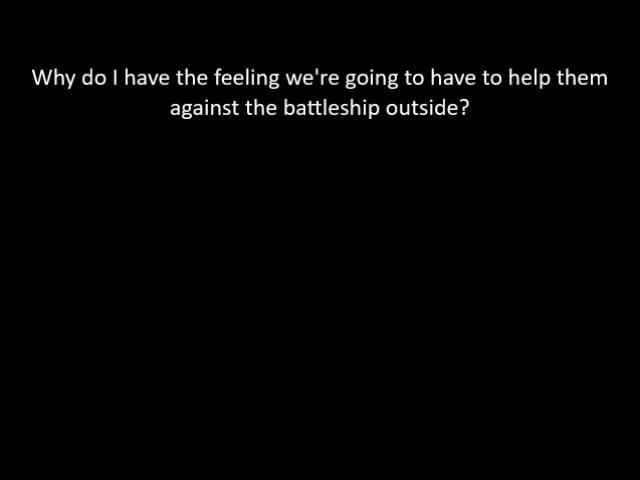 Why do I have the feeling we're going to have to help them
against the battleship outside?